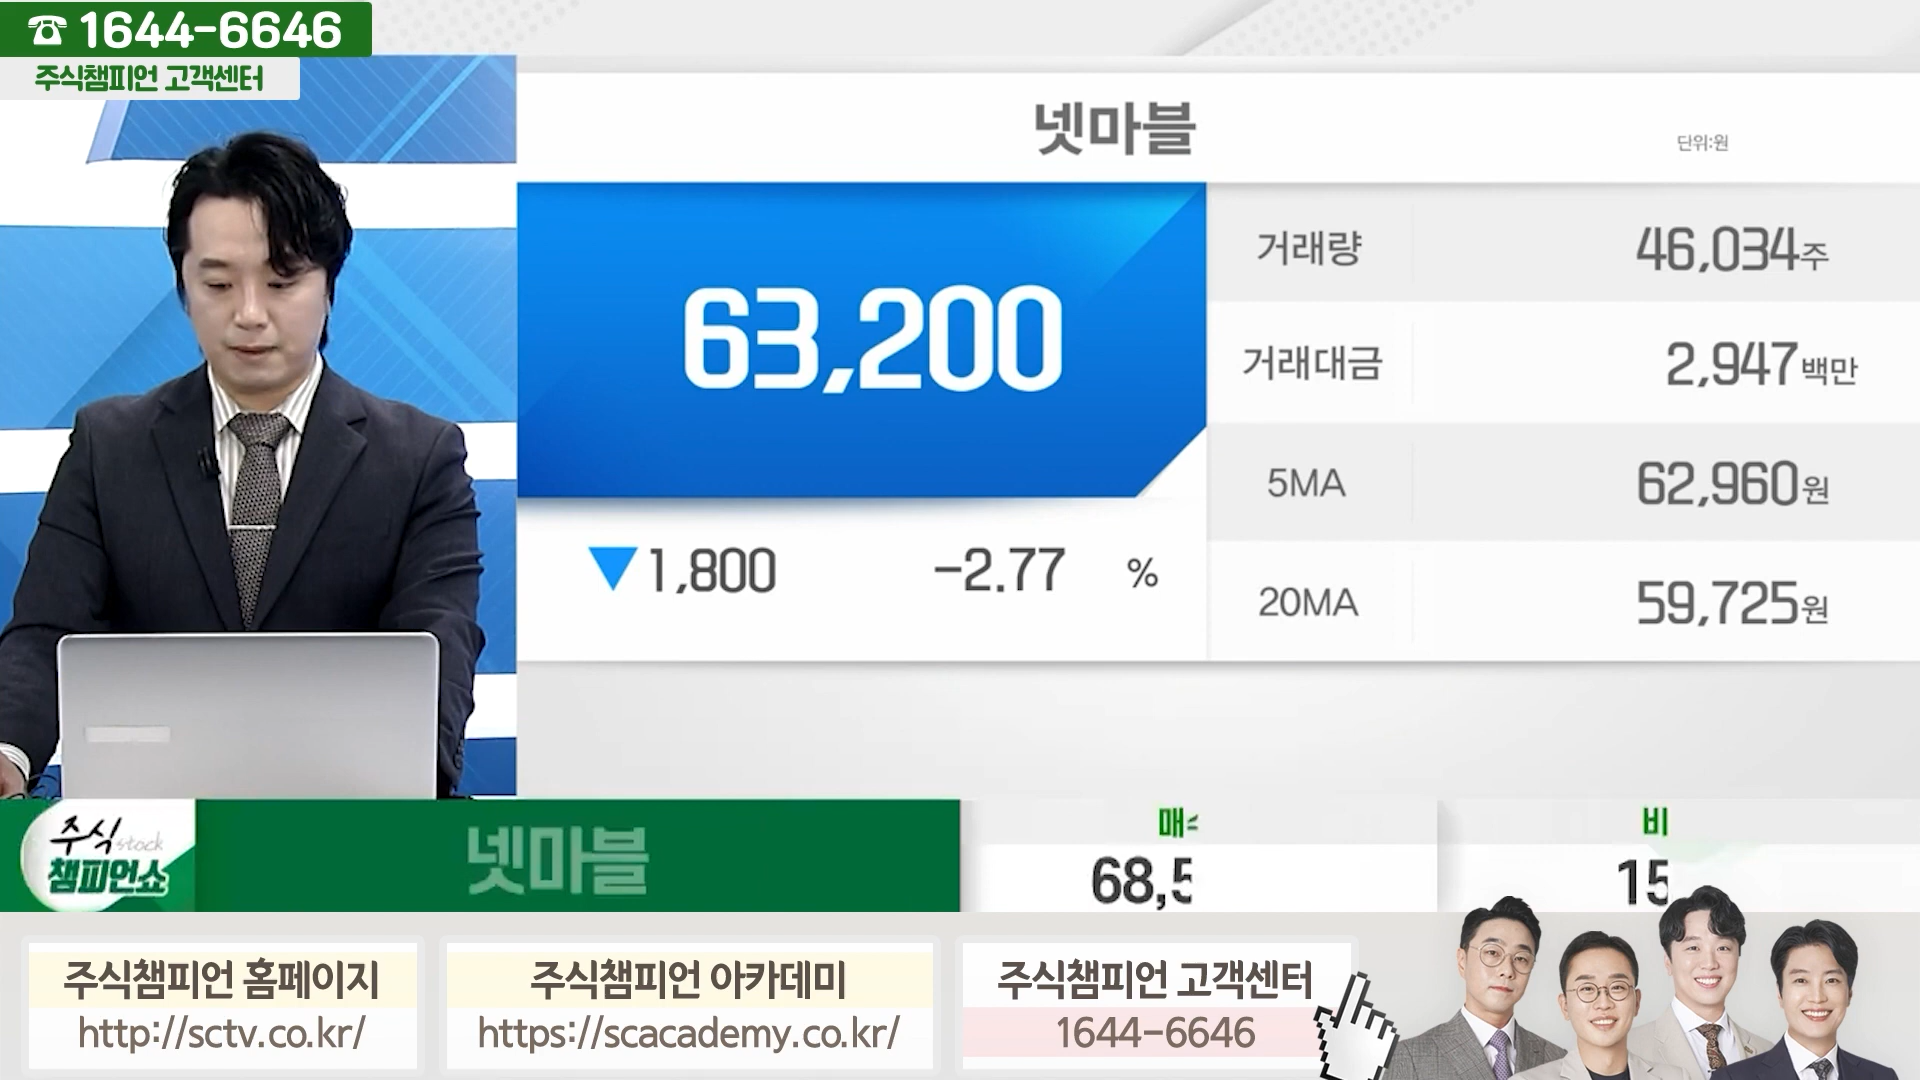 ☎ 1644-6646
주식챔피언 고객센터
넷마블
단위:원
63,200
▼1,800 -2.77 %
거래량 46,034주
거래대금 2,947백만
5MA 62,960원
20MA 59,725원
주식 stock
챔피언쇼
넷마블
매
68,5
비
15
주식챔피언 홈페이지
http://sctv.co.kr/
주식챔피언 아카데미
https://scacademy.co.kr/
주식챔피언 고객센터
1644-6646